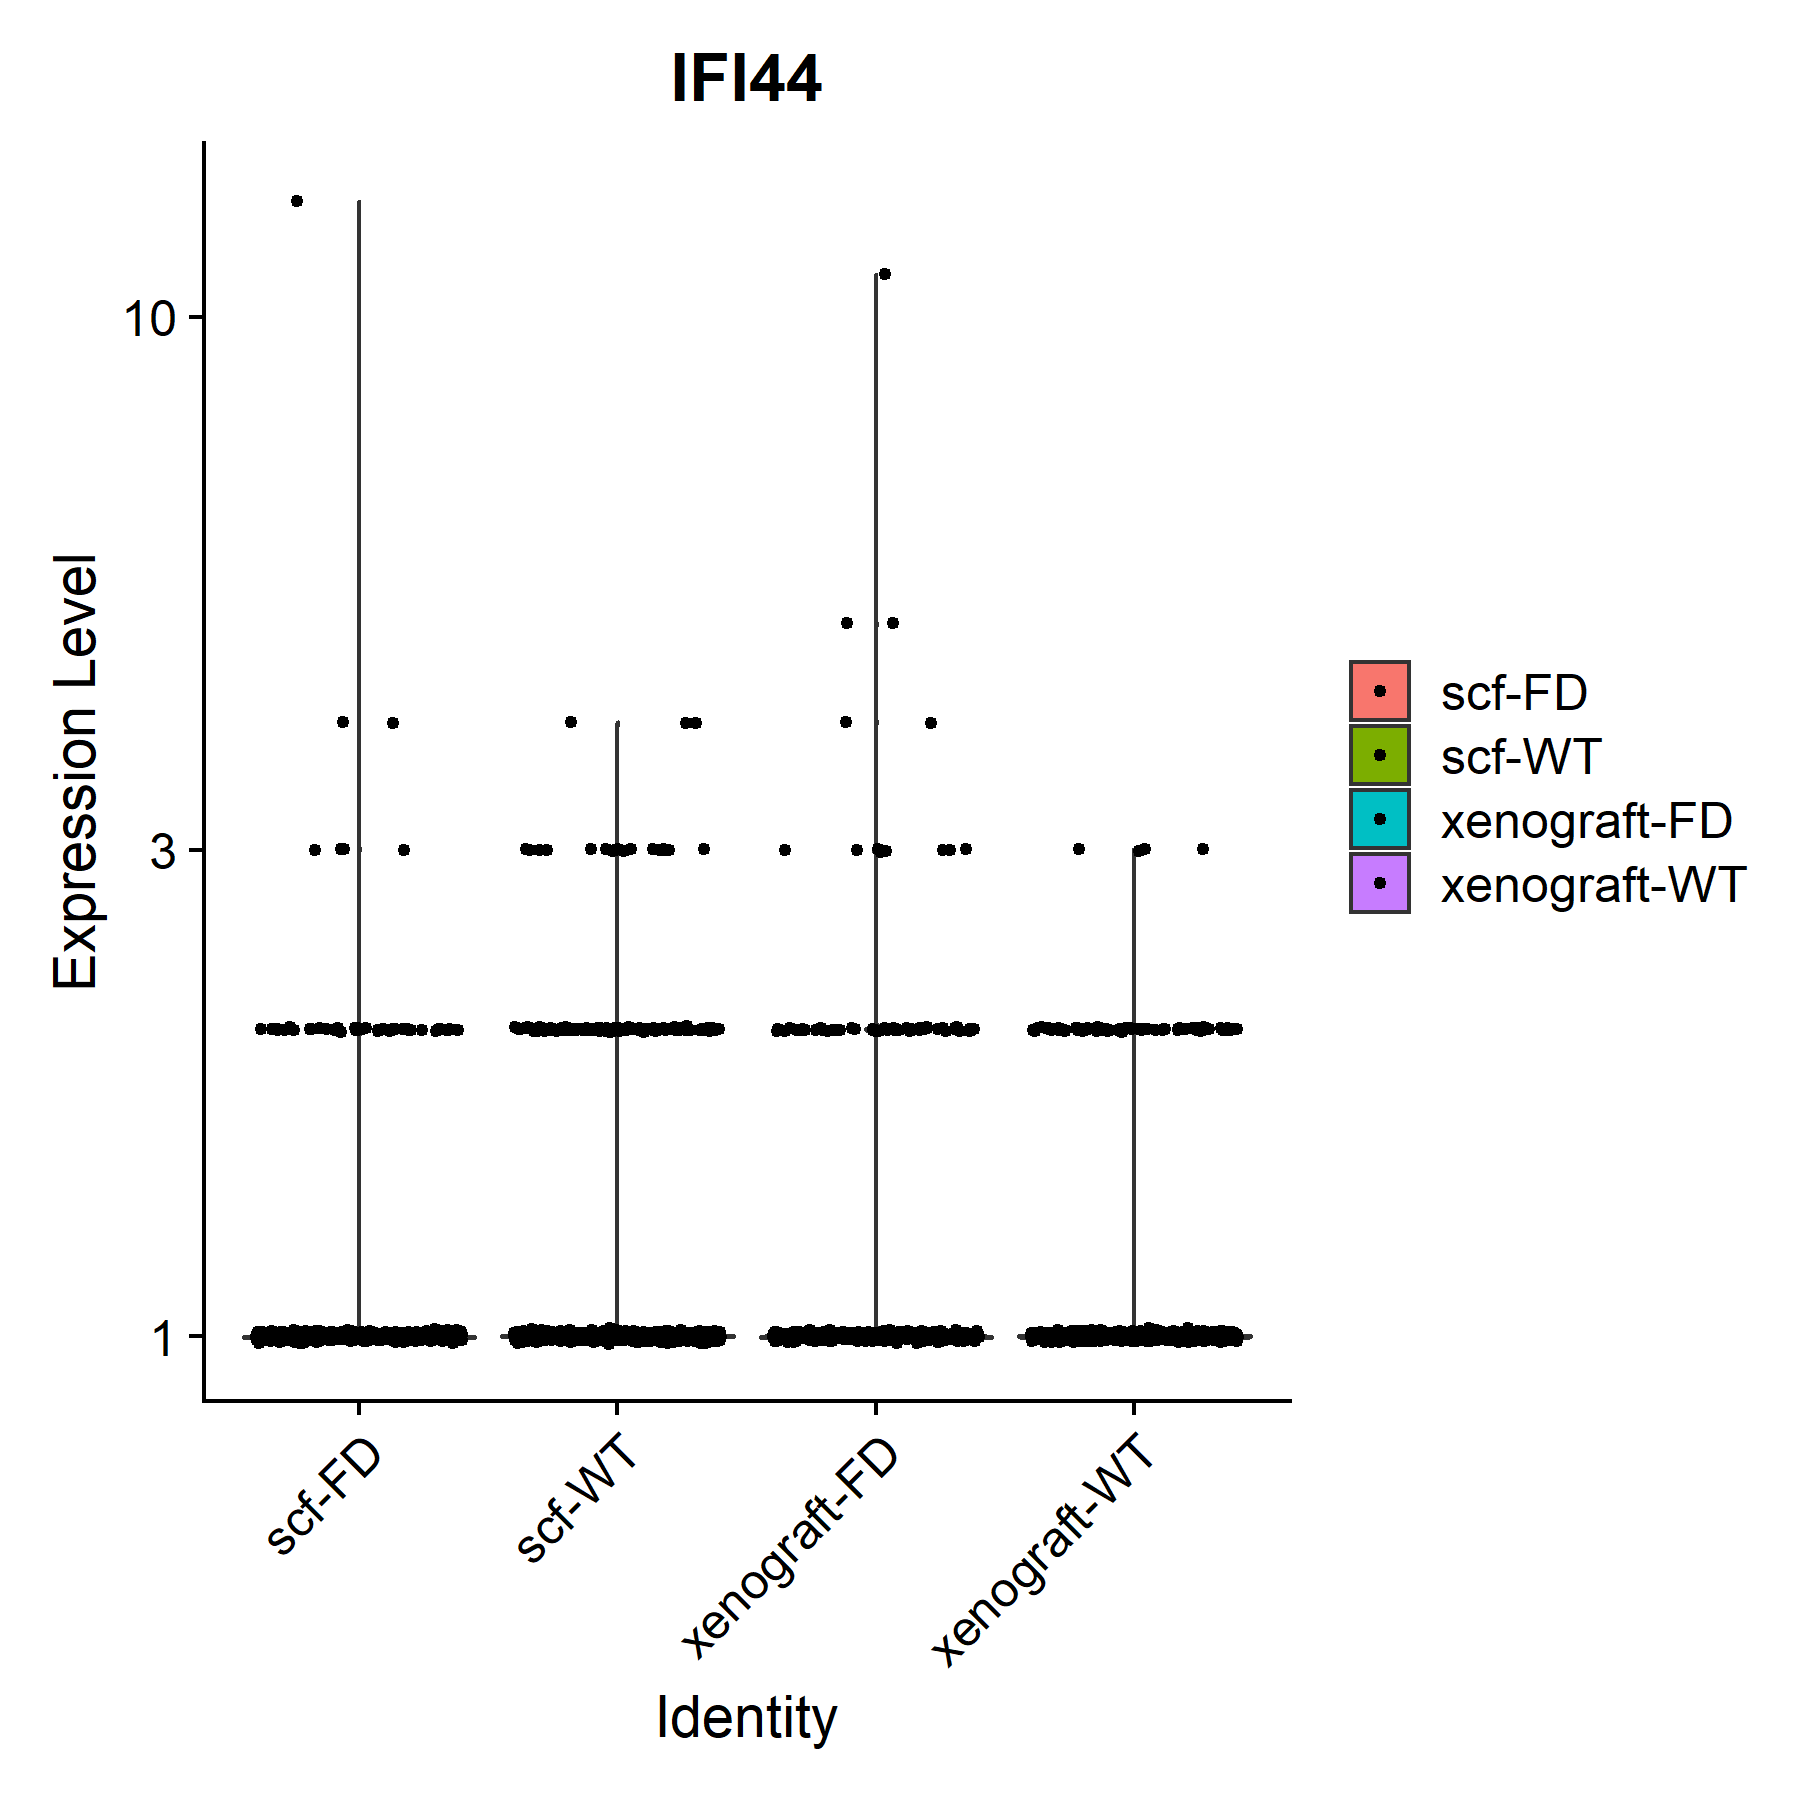 IFI44
Expression Level
10
3
1
scf-FD
scf-WT
xenograft-FD
xenograft-WT
Identity
scf-FD
scf-WT
xenograft-FD
xenograft-WT